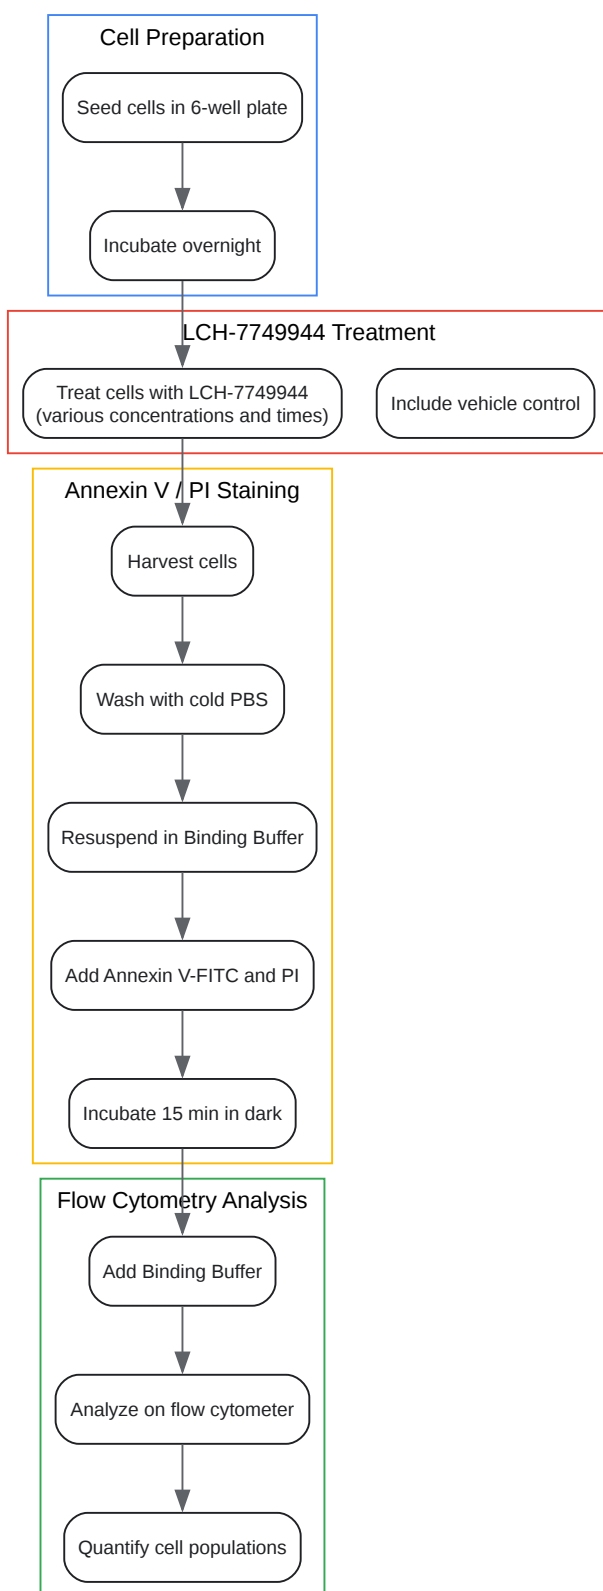 Cell Preparation
Seed cells in 6-well plate
Incubate overnight
LCH-7749944 Treatment
Treat cells with LCH-7749944
(various concentrations and times)
Include vehicle control
Annexin V / PI Staining
Harvest cells
Wash with cold PBS
Resuspend in Binding Buffer
Add Annexin V-FITC and PI
Incubate 15 min in dark
Flow Cytometry Analysis
Add Binding Buffer
Analyze on flow cytometer
Quantify cell populations